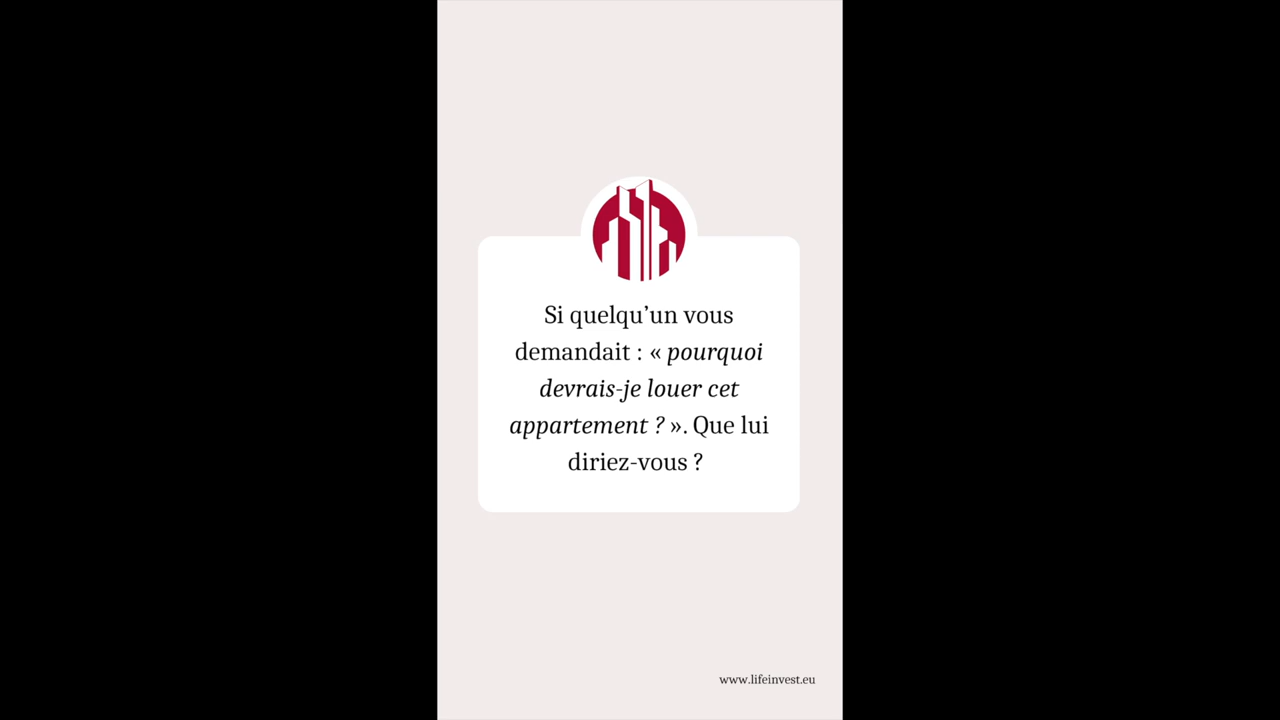 Si quelqu’un vous
demandait : « pourquoi
devrais-je louer cet
appartement ? ». Que lui
diriez-vous ?
www.lifeinvest.eu